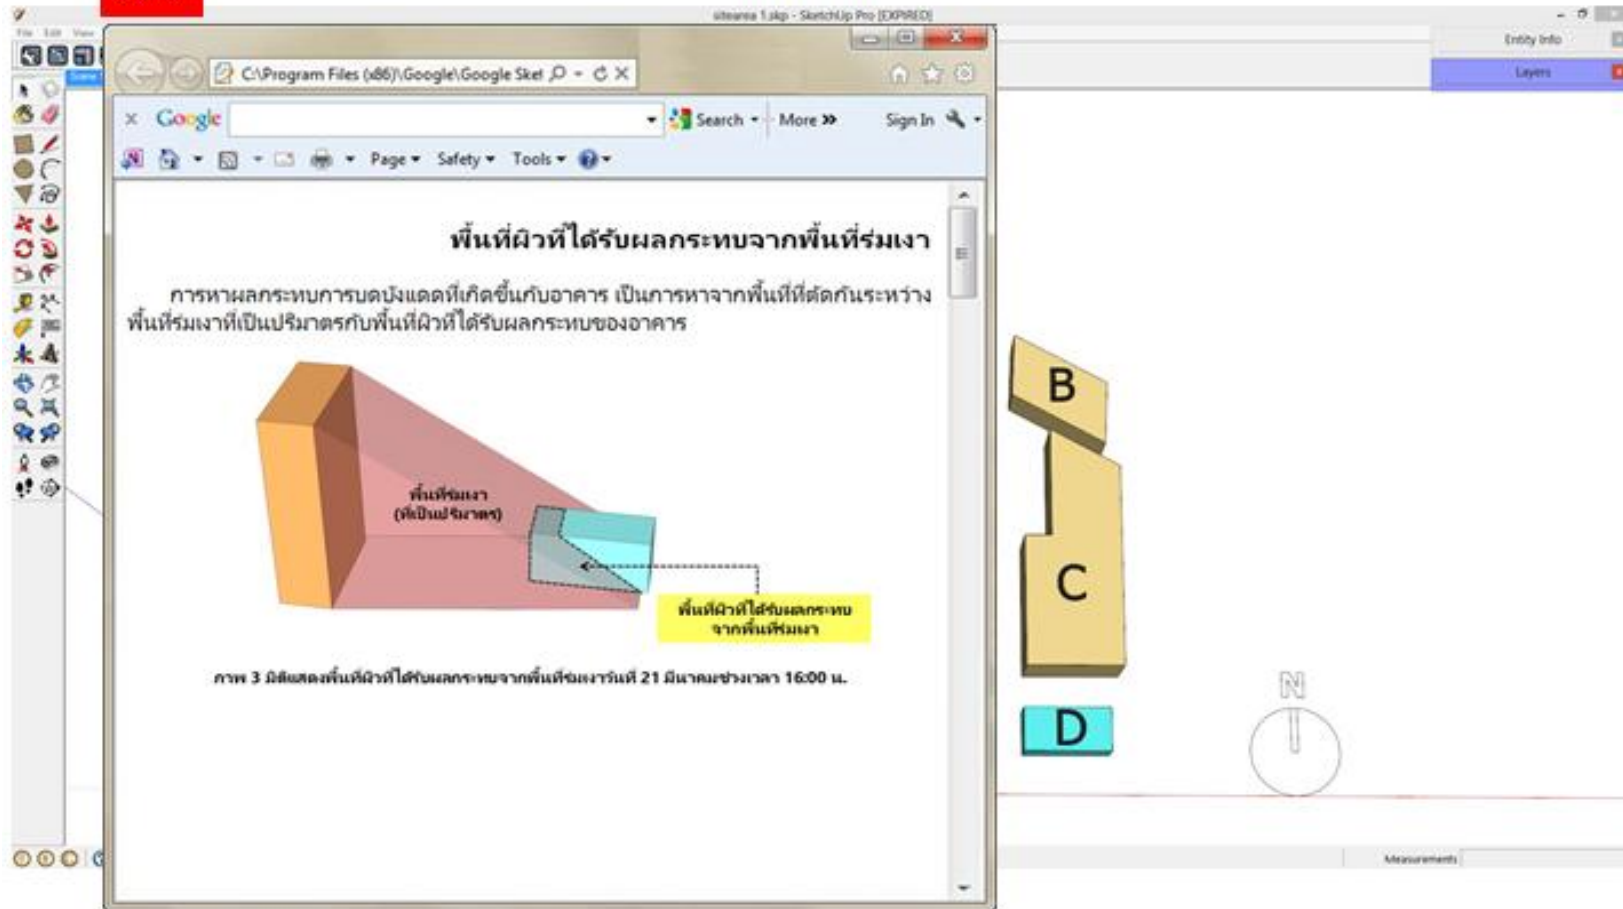 sitearea 1.skp - SketchUp Pro [EXPIRED]
File Edit View
Entity Info
Layers
Scene
C:\Program Files (x86)\Google\Google Sket
Google
Search
More »
Sign In
Page
Safety
Tools
พื้นที่ผิวที่ได้รับผลกระทบจากพื้นที่ร่มเงา
การหาผลกระทบการบดบังแดดที่เกิดขึ้นกับอาคาร เป็นการหาจากพื้นที่ที่ตัดกันระหว่าง
พื้นที่ร่มเงาที่เป็นปริมาตรกับพื้นที่ผิวที่ได้รับผลกระทบของอาคาร
พื้นที่ร่มเงา
(ที่เป็นปริมาตร)
พื้นที่ผิวที่ได้รับผลกระทบ
จากพื้นที่ร่มเงา
ภาพ 3 มิติแสดงพื้นที่ผิวที่ได้รับผลกระทบจากพื้นที่ร่มเงาวันที่ 21 มีนาคมช่วงเวลา 16:00 น.
B
C
D
N
Measurements